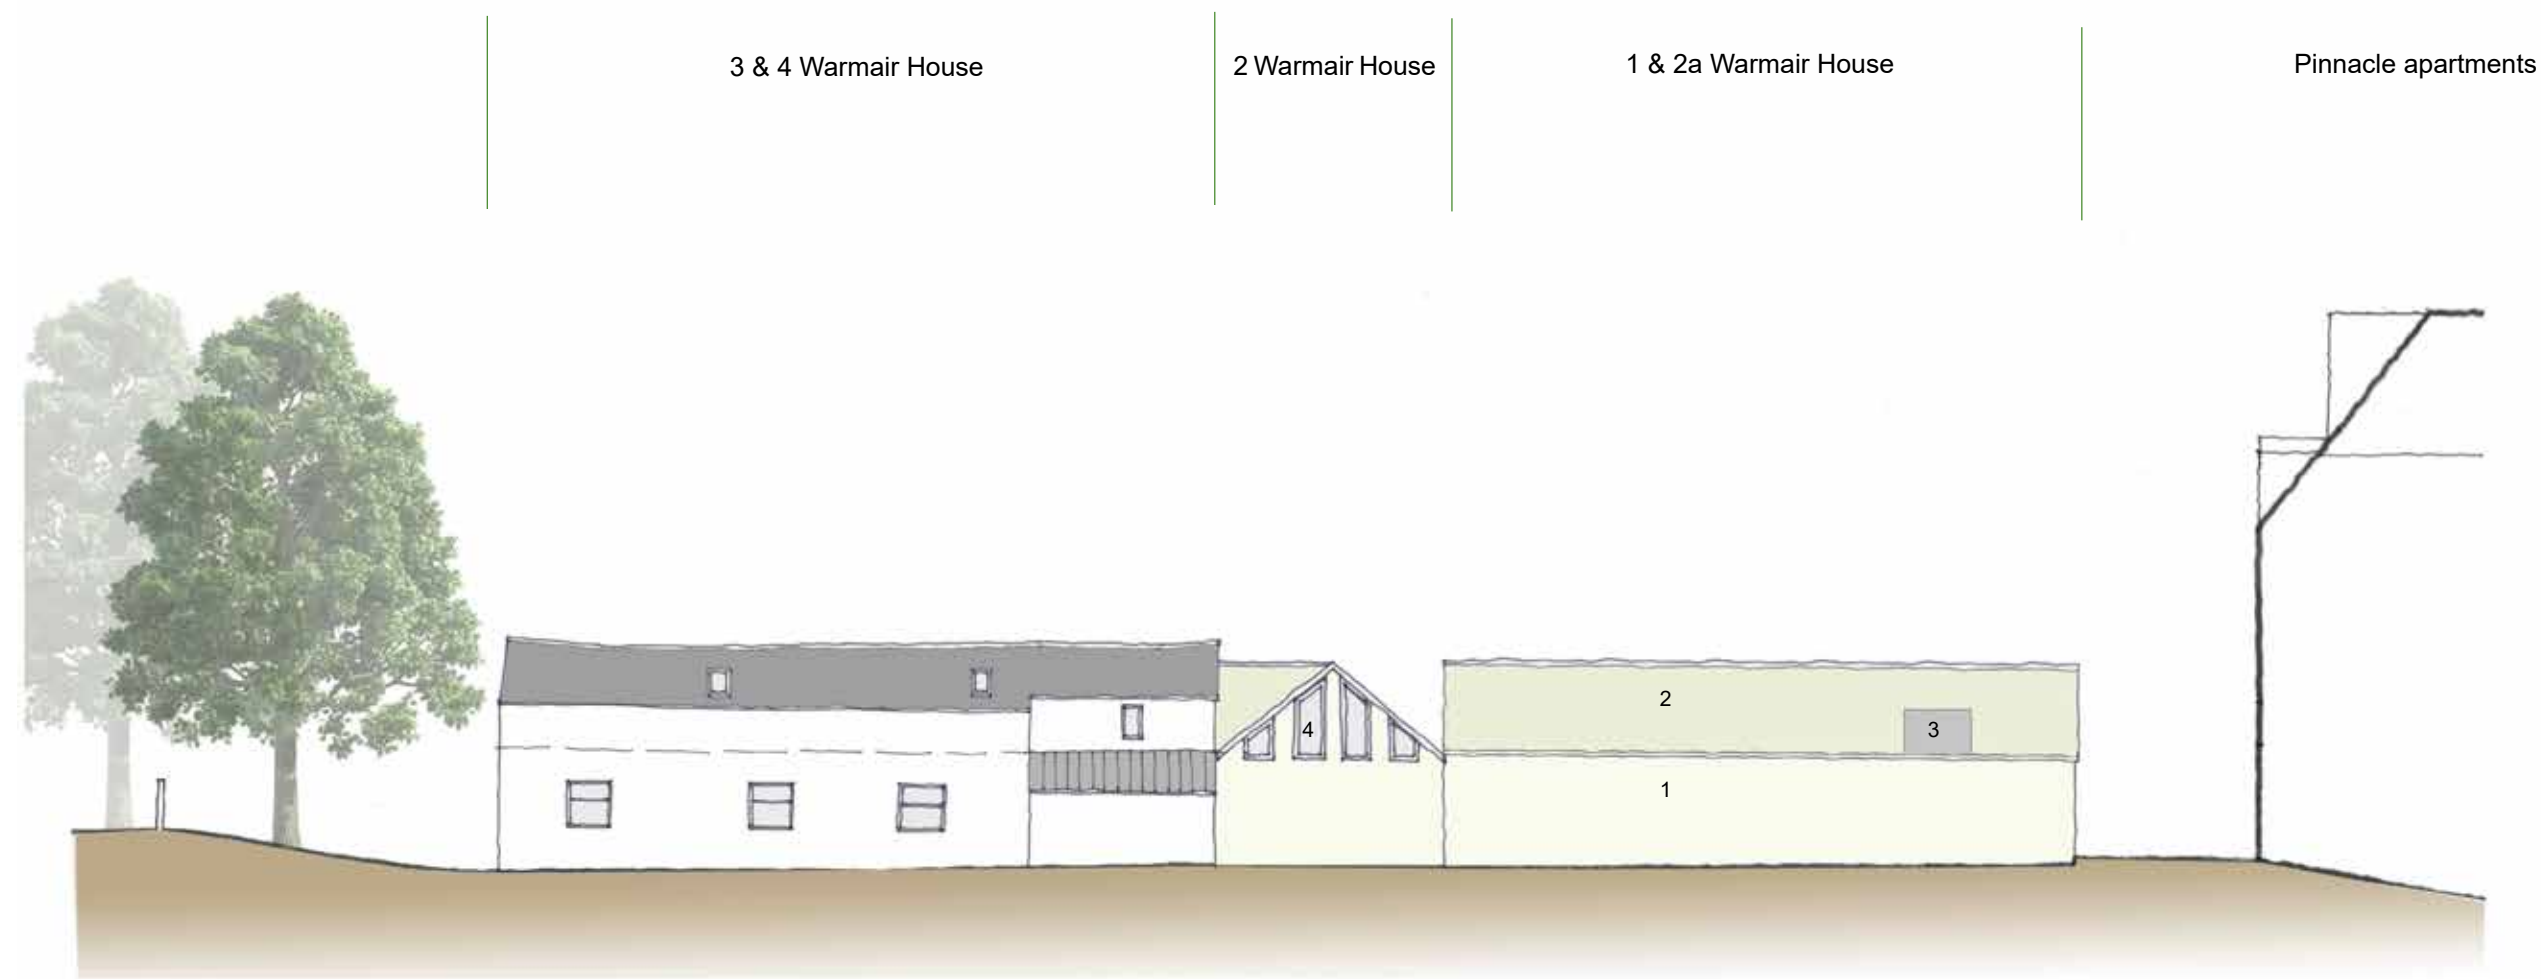 3 & 4 Warmair House
2 Warmair House
1 & 2a Warmair House
Pinnacle apartments
2
3
4
1